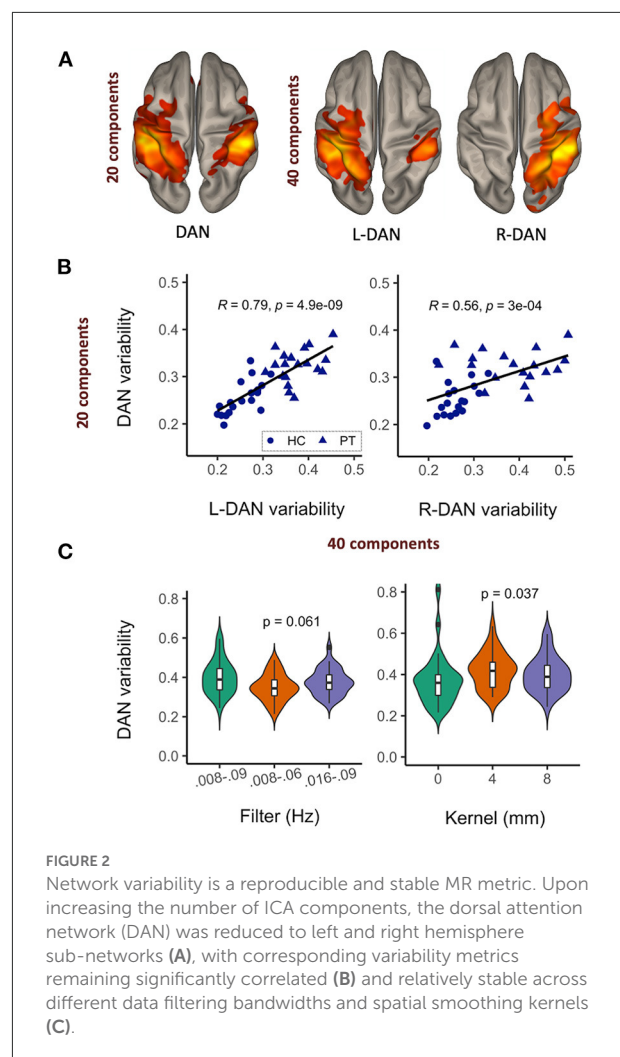 A
20 components
40 components
DAN
L-DAN
R-DAN
B
20 components
DAN variability
0.5
0.4
0.3
0.2
R = 0.79, p = 4.9e-09
HC PT
0.2 0.3 0.4 0.5
L-DAN variability
0.5
0.4
0.3
0.2
R = 0.56, p = 3e-04
0.2 0.3 0.4 0.5
R-DAN variability
40 components
C
DAN variability
0.8
0.6
0.4
0.2
0.0
p = 0.061
.008-.09 .008-.06 .016-.09
Filter (Hz)
0.8
0.6
0.4
0.2
0.0
p = 0.037
0 4 8
Kernel (mm)
FIGURE 2
Network variability is a reproducible and stable MR metric. Upon
increasing the number of ICA components, the dorsal attention
network (DAN) was reduced to left and right hemisphere
sub-networks (A), with corresponding variability metrics
remaining significantly correlated (B) and relatively stable across
different data filtering bandwidths and spatial smoothing kernels
(C).